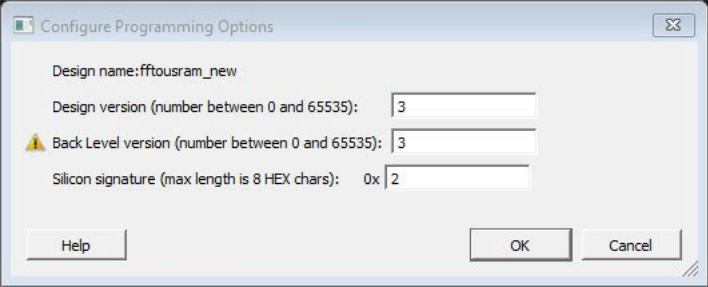 Configure Programming Options
Design name:fftousram_new
Design version (number between 0 and 65535): 3
Back Level version (number between 0 and 65535): 3
Silicon signature (max length is 8 HEX chars): 0x 2
Help OK Cancel